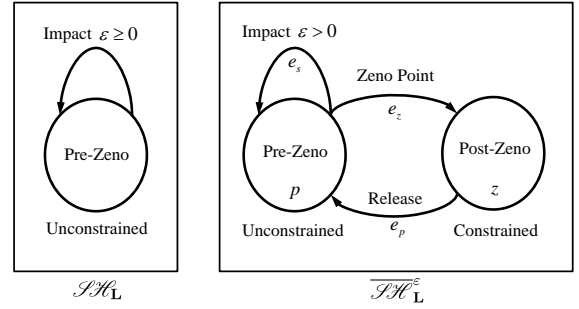 Impact ε ≥ 0
Pre-Zeno
Unconstrained
𝒮ℋ_L
Impact ε > 0
e_s
Zeno Point
e_z
Pre-Zeno
p
Post-Zeno
z
Release
e_p
Unconstrained
Constrained
\overline{𝒮ℋ}^ε_L